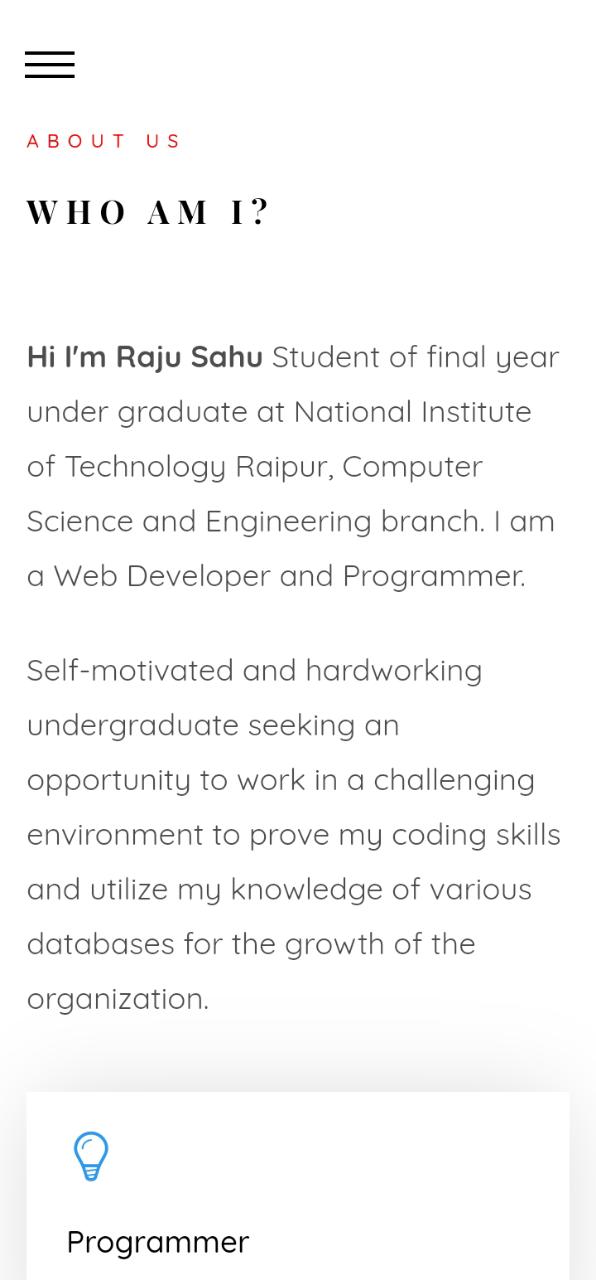 ABOUT US
WHO AM I?
Hi I'm Raju Sahu Student of final year
under graduate at National Institute
of Technology Raipur, Computer
Science and Engineering branch. I am
a Web Developer and Programmer.
Self-motivated and hardworking
undergraduate seeking an
opportunity to work in a challenging
environment to prove my coding skills
and utilize my knowledge of various
databases for the growth of the
organization.
Programmer